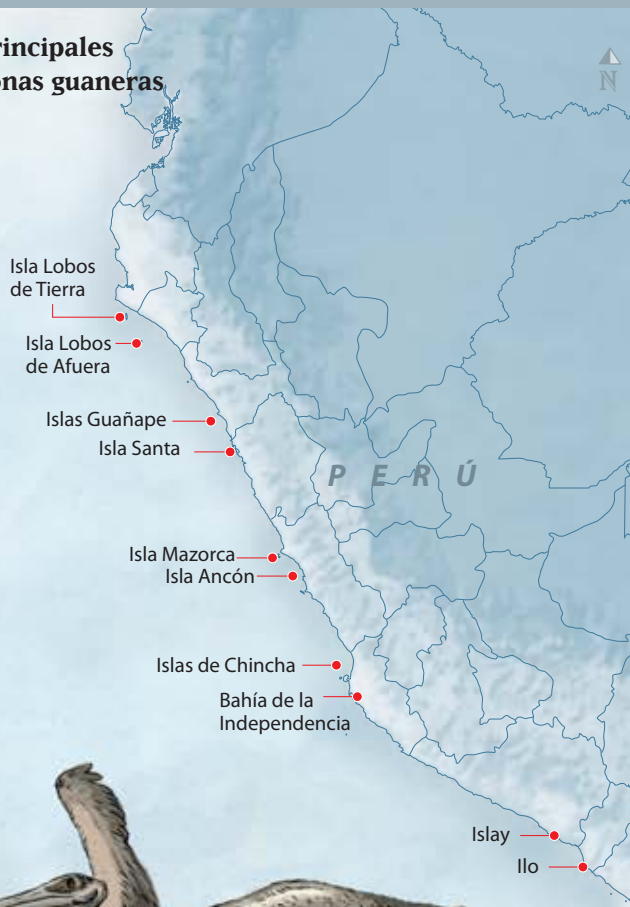 rincipales
onas guaneras
N
Isla Lobos
de Tierra
Isla Lobos
de Afuera
Islas Guañape
Isla Santa
PERÚ
Isla Mazorca
Isla Ancón
Islas de Chincha
Bahía de la
Independencia
Islay
Ilo